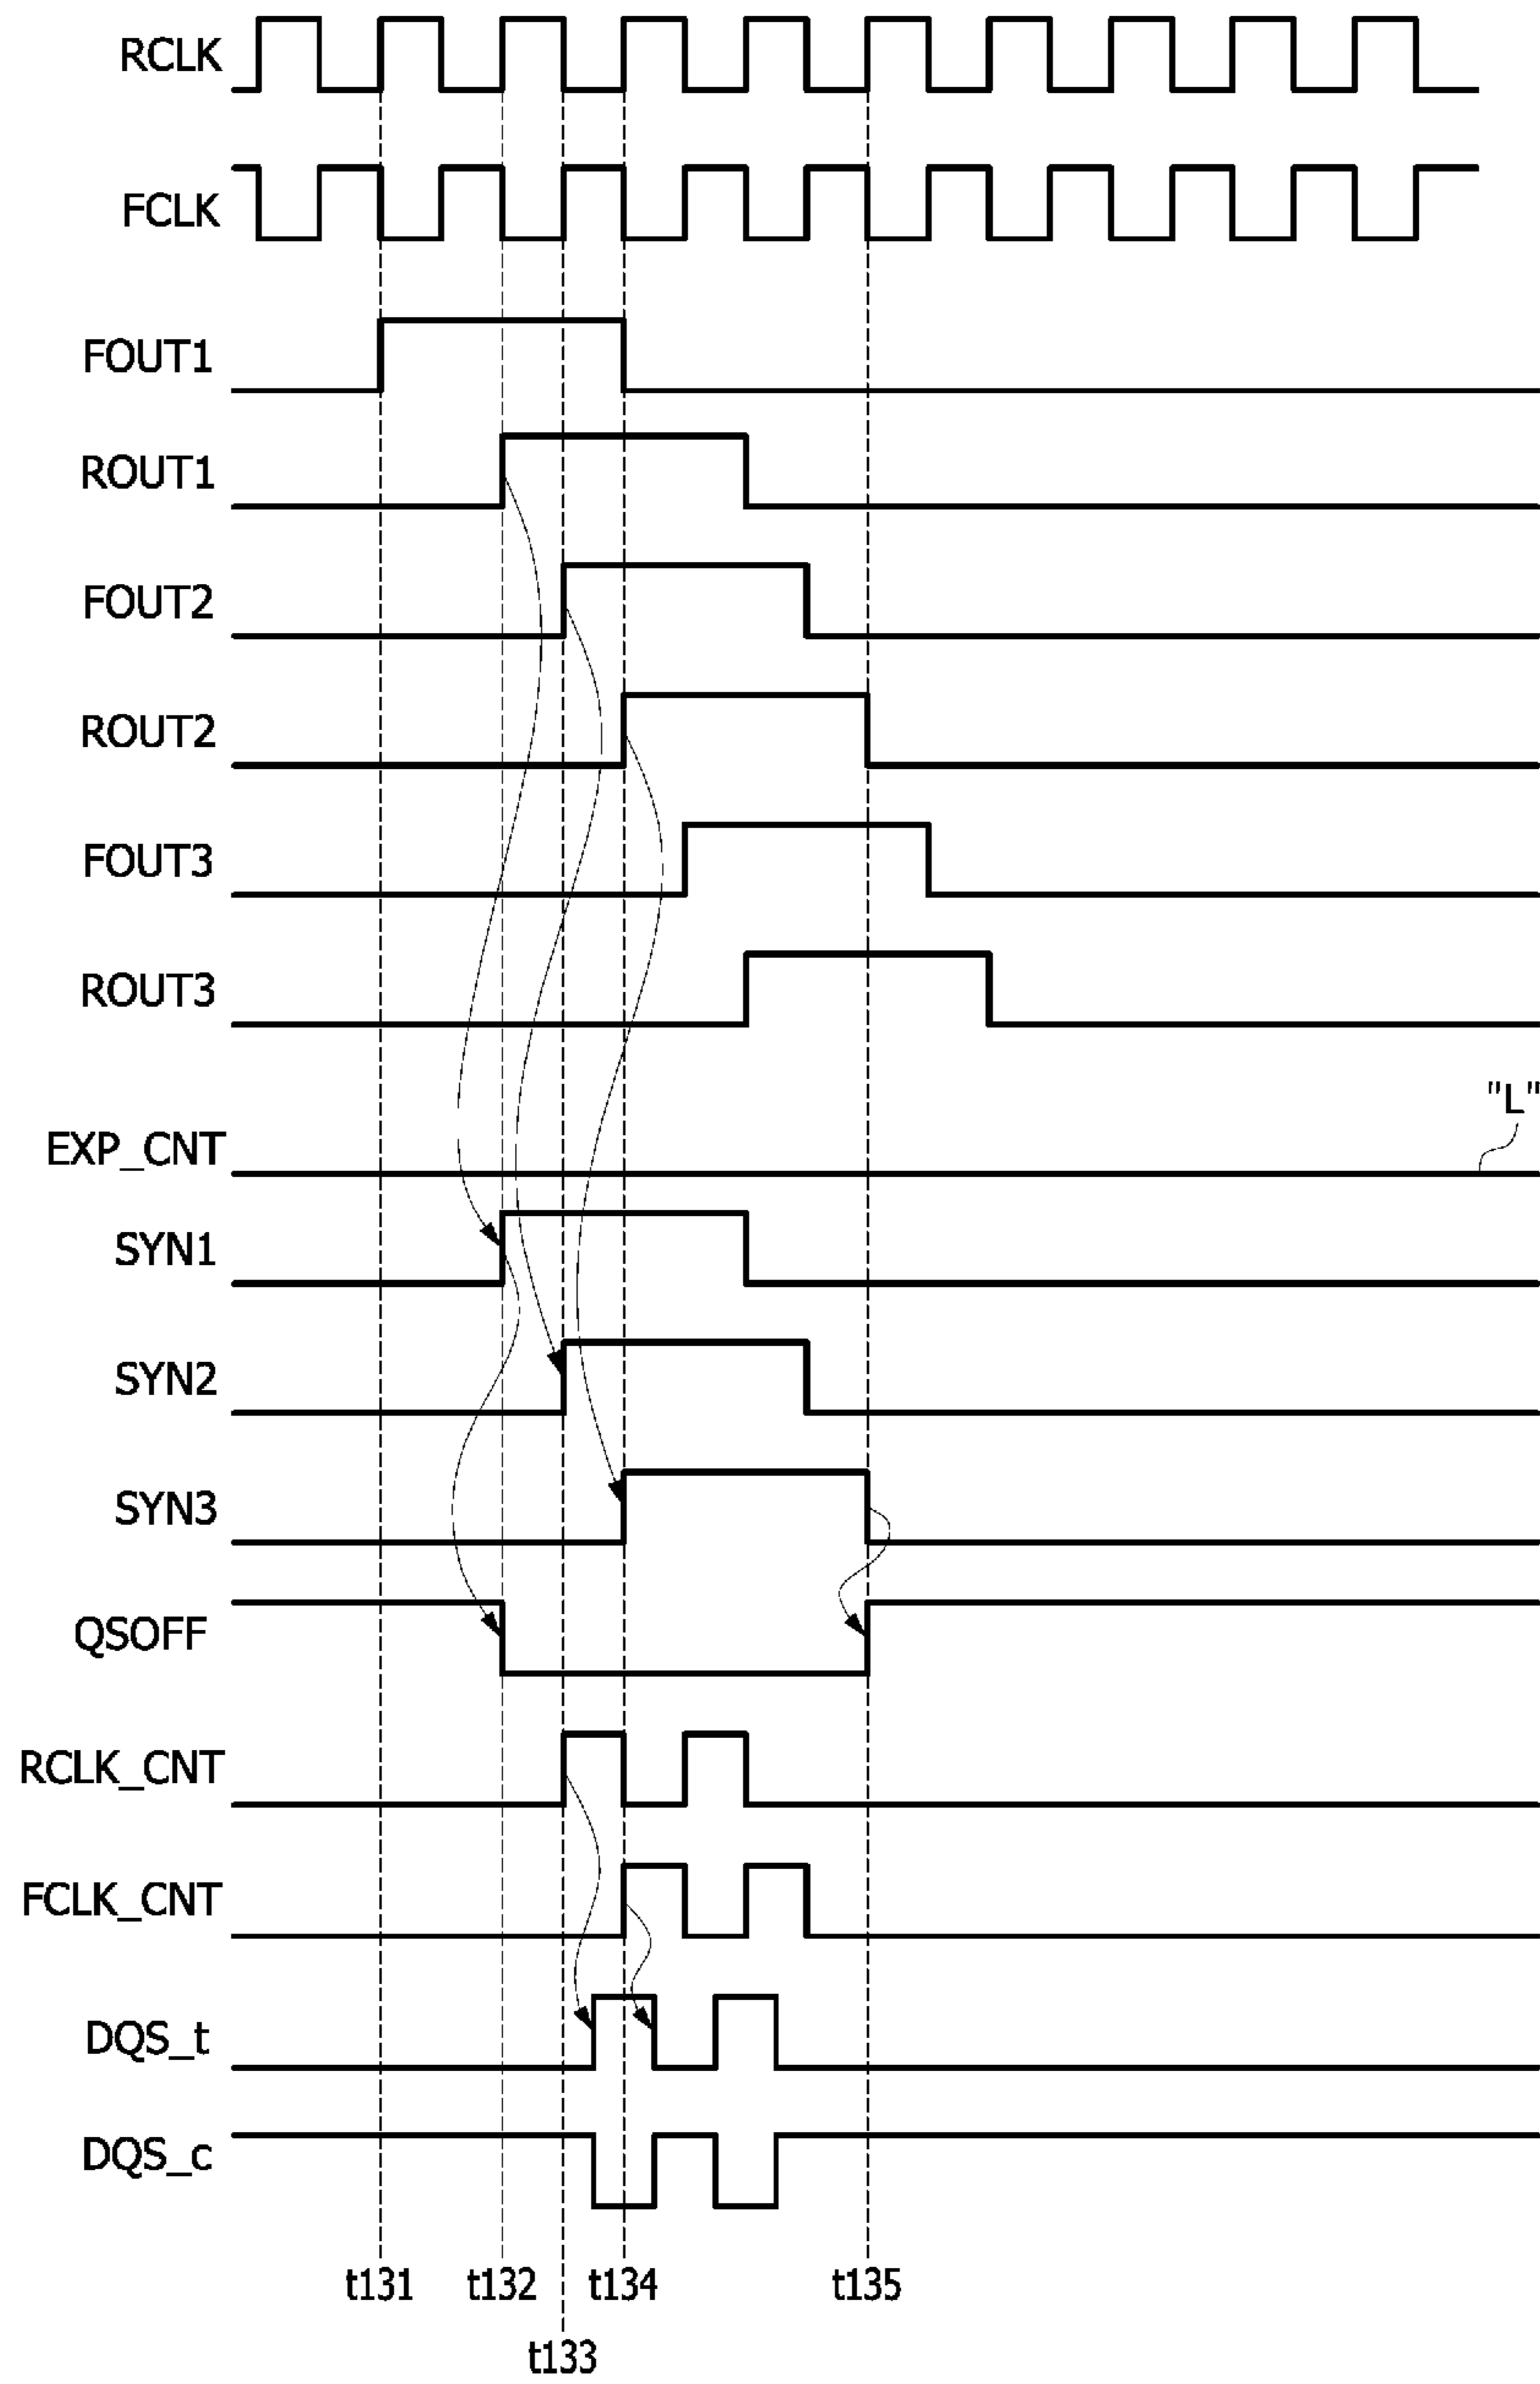 RCLK
FCLK
FOUT1
ROUT1
FOUT2
ROUT2
FOUT3
ROUT3
"L"
EXP_CNT
SYN1
SYN2
SYN3
QSOFF
RCLK_CNT
FCLK_CNT
DQS_t
DQS_c
t131 t132 t134 t135
t133